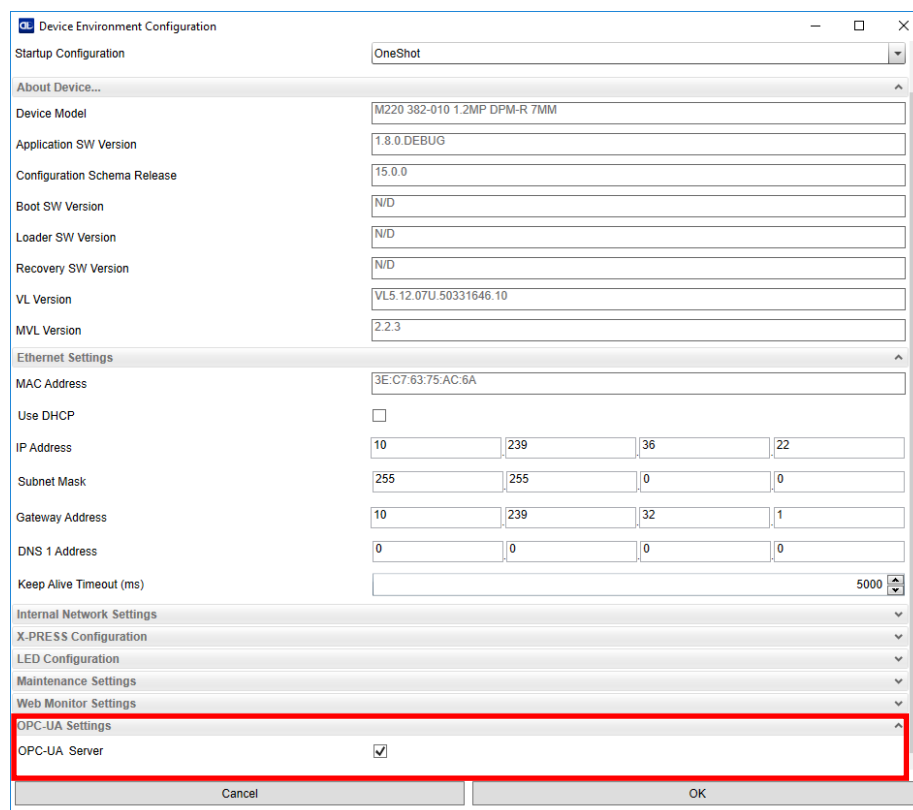 DL Device Environment Configuration
Startup Configuration OneShot
About Device...
Device Model M220 382-010 1.2MP DPM-R 7MM
Application SW Version 1.8.0.DEBUG
Configuration Schema Release 15.0.0
Boot SW Version N/D
Loader SW Version N/D
Recovery SW Version N/D
VL Version VL5.12.07U.50331646.10
MVL Version 2.2.3
Ethernet Settings
MAC Address 3E:C7:63:75:AC:6A
Use DHCP
IP Address 10 . 239 . 36 . 22
Subnet Mask 255 . 255 . 0 . 0
Gateway Address 10 . 239 . 32 . 1
DNS 1 Address 0 . 0 . 0 . 0
Keep Alive Timeout (ms) 5000
Internal Network Settings
X-PRESS Configuration
LED Configuration
Maintenance Settings
Web Monitor Settings
OPC-UA Settings
OPC-UA Server
Cancel OK